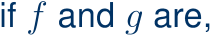 if f and g are,